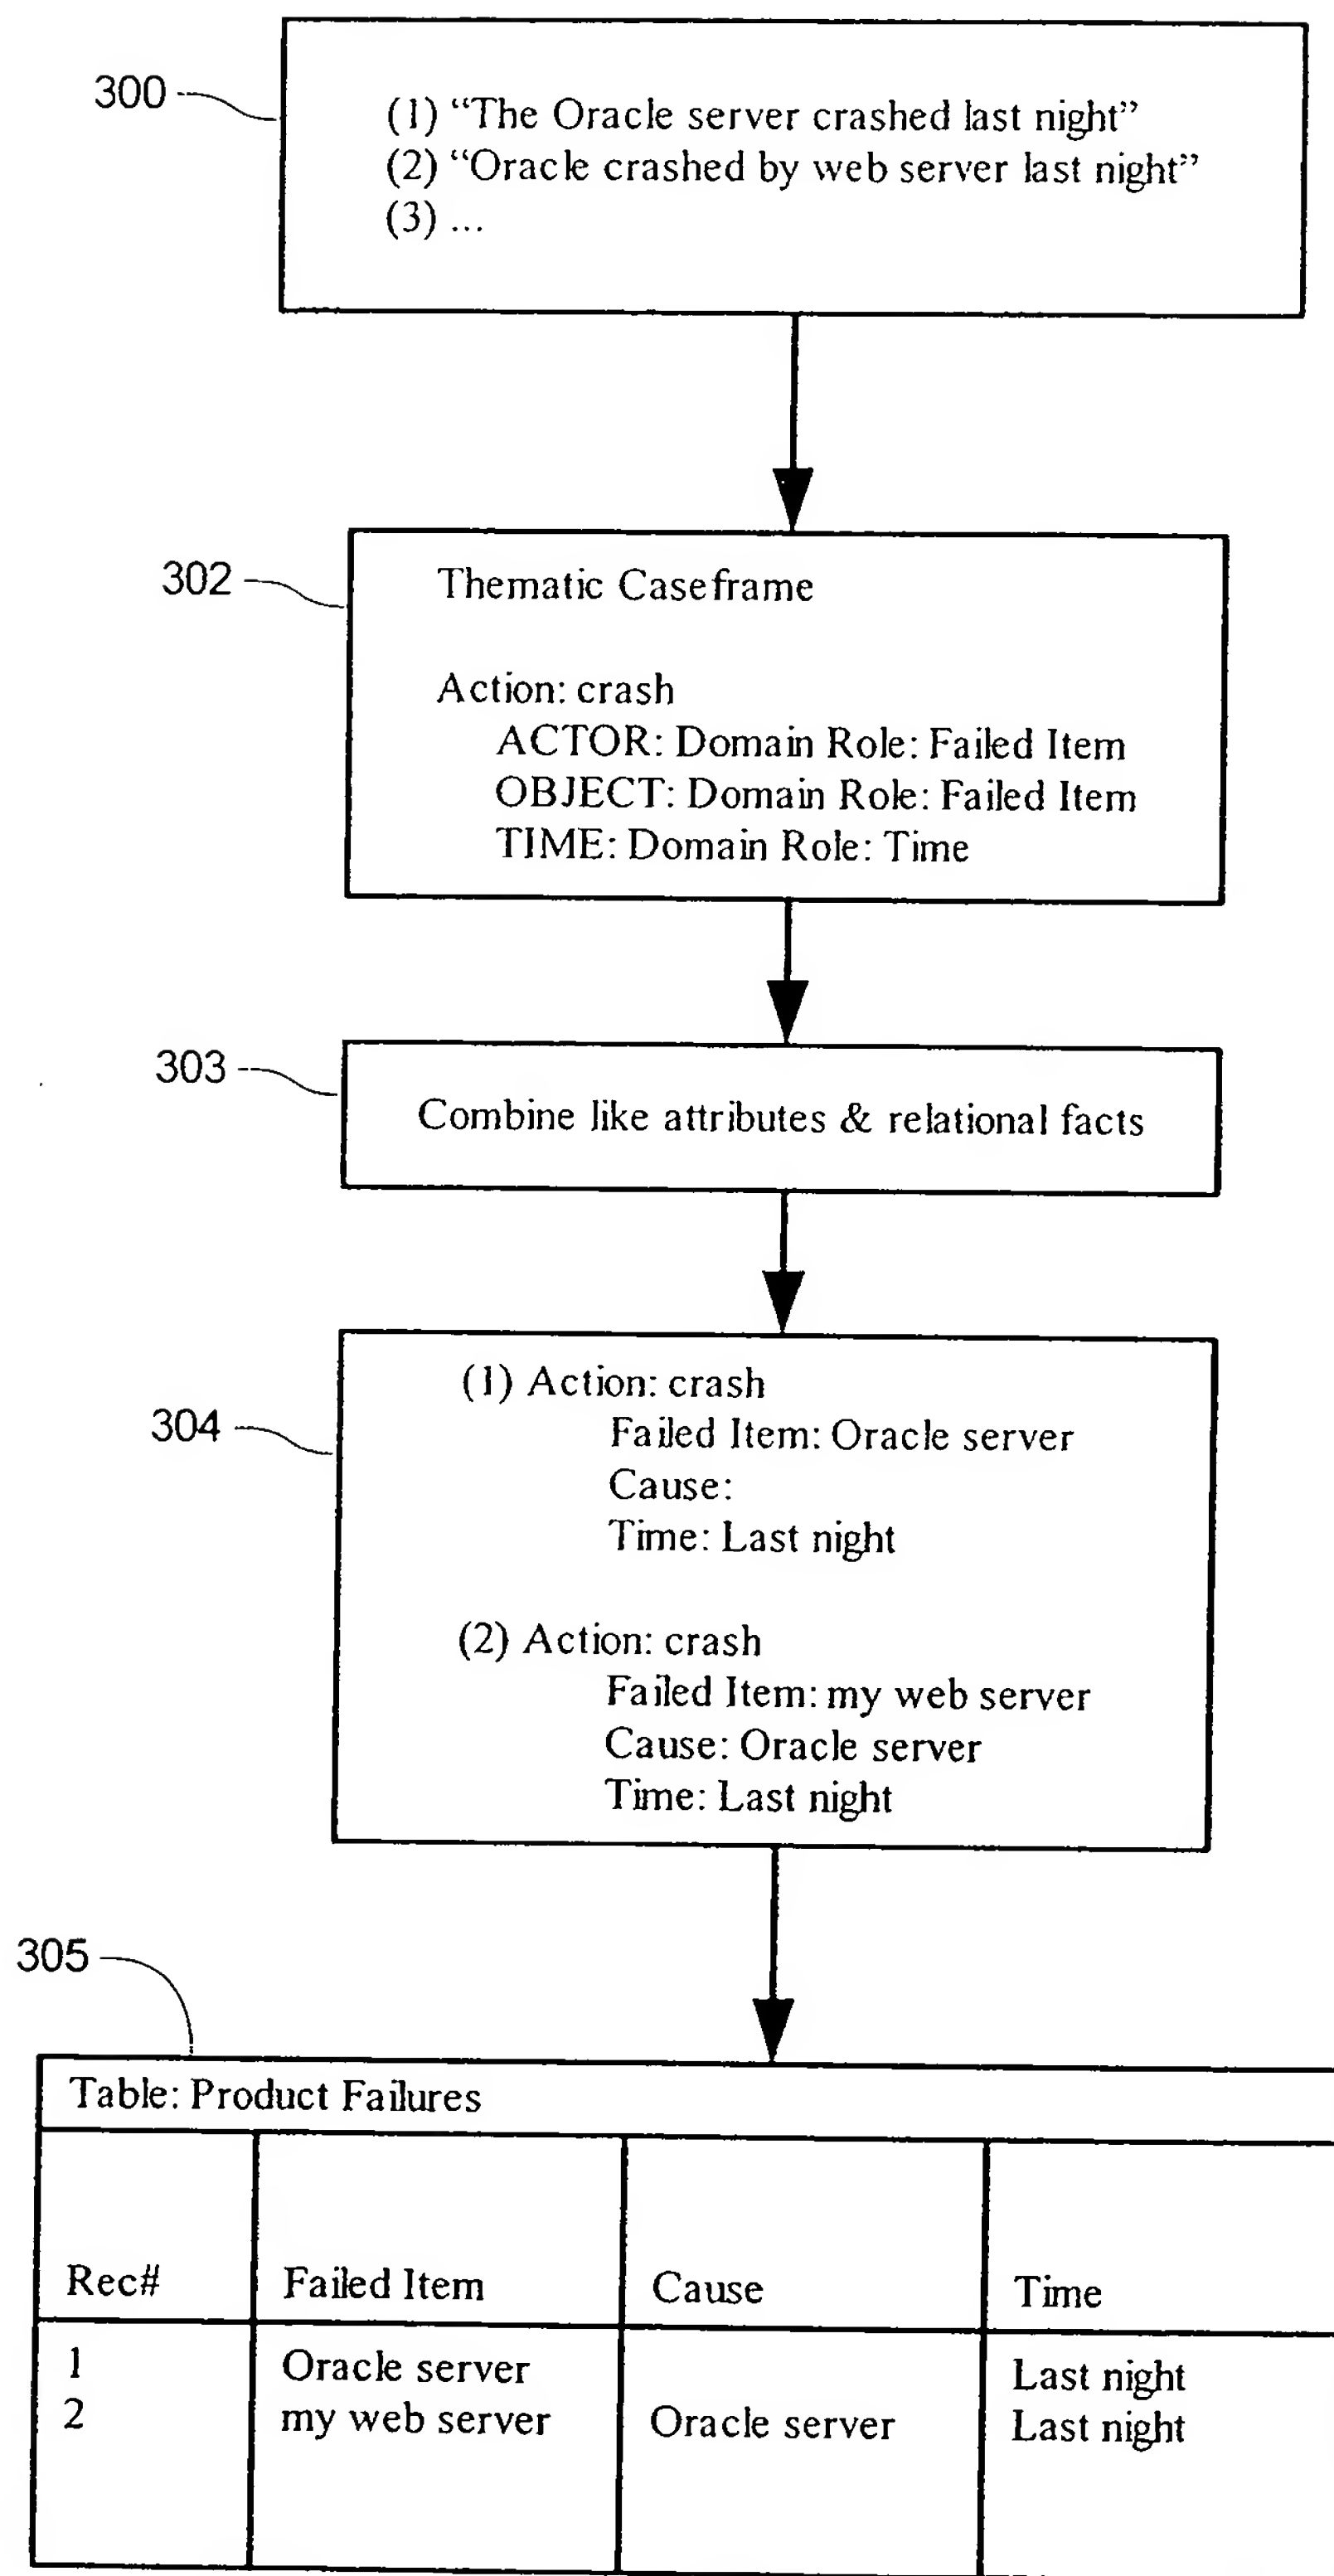 300
(1) “The Oracle server crashed last night”
(2) “Oracle crashed by web server last night”
(3) ...
302
Thematic Caseframe
Action: crash
ACTOR: Domain Role: Failed Item
OBJECT: Domain Role: Failed Item
TIME: Domain Role: Time
303
Combine like attributes & relational facts
304
(1) Action: crash
Failed Item: Oracle server
Cause:
Time: Last night
(2) Action: crash
Failed Item: my web server
Cause: Oracle server
Time: Last night
305
Table: Product Failures
Rec# Failed Item Cause Time
1 Oracle server Last night
2 my web server Oracle server Last night